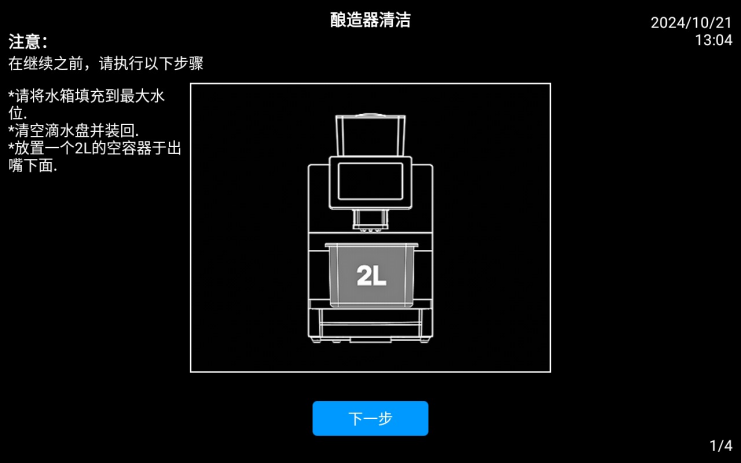 酿造器清洁
2024/10/21
13:04
注意：
在继续之前，请执行以下步骤
*请将水箱填充到最大水
位.
*清空滴水盘并装回.
*放置一个2L的空容器于出
嘴下面.
2L
下一步
1/4